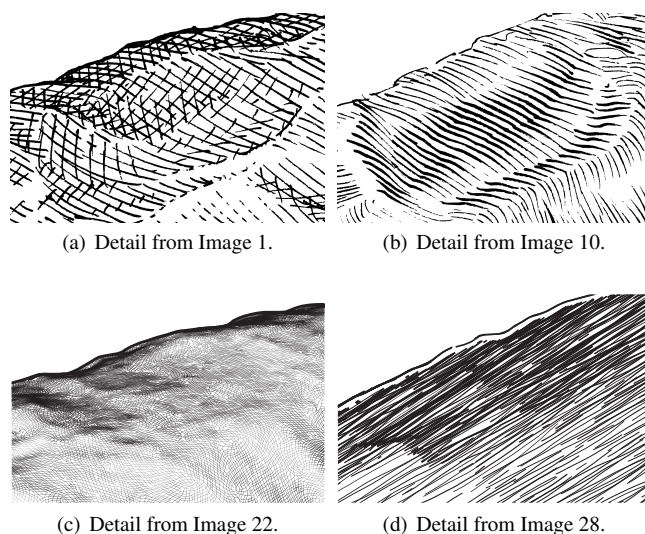 (a) Detail from Image 1.
(b) Detail from Image 10.
(c) Detail from Image 22.
(d) Detail from Image 28.